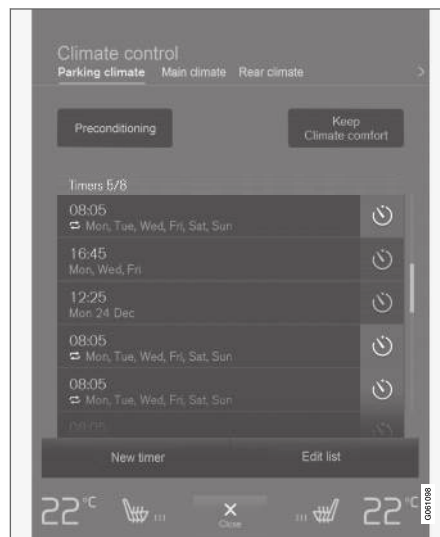 Climate control
Parking climate Main climate Rear climate
Preconditioning
Keep
Climate comfort
Timers 5/8
08:05
Mon, Tue, Wed, Fri, Sat, Sun
16:45
Mon, Wed, Fri
12:25
Mon 24 Dec
08:05
Mon, Tue, Wed, Fri, Sat, Sun
08:05
Mon, Tue, Wed, Fri, Sat, Sun
08:05
New timer Edit list
22°C 22°C
Close
G061098